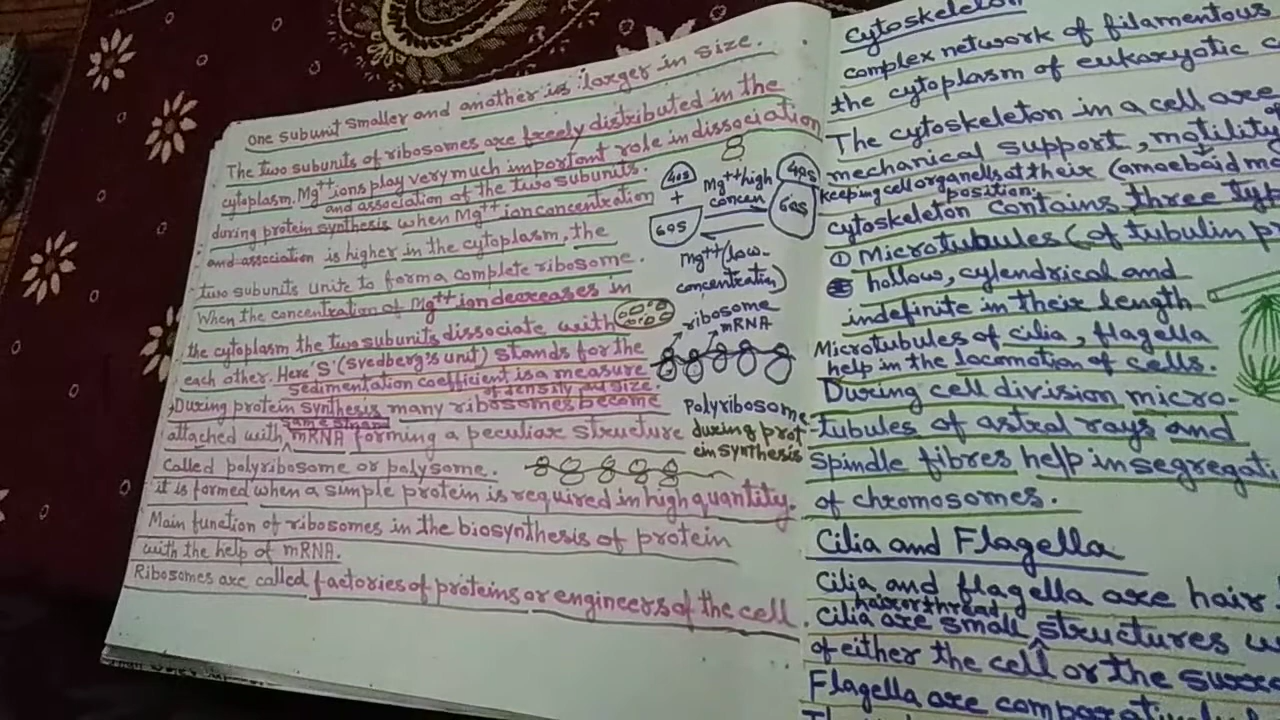 one subunit smaller and another is larger in size.
The two subunits of ribosomes are freely distributed in the
cytoplasm. Mg++ ions play very much important role in dissociation
and association of the two subunits.
during protein synthesis when Mg++ ion concentration
and association is higher in the cytoplasm, the
two subunits unite to form a complete ribosome.
When the concentration of Mg++ ion decreases in
the cytoplasm the two subunits dissociate with
each other. Here 'S' (Svedberg's unit) stands for the
sedimentation coefficient is a measure
of density and size.
During protein synthesis many ribosomes become
same strand
attached with mRNA forming a peculiar structure
called polyribosome or polysome.
it is formed when a simple protein is required in high quantity.
Main function of ribosomes in the biosynthesis of protein
with the help of mRNA.
Ribosomes are called factories of proteins or engineers of the cell.
40s
+
60s
Mg++ high
concen
40s
60s
Mg++ (low-
concentration)
ribosome
mRNA
Polyribosome
during prot
ein synthesis
Cytoskeleton
complex network of filamentous
the cytoplasm of eukaryotic c
The cytoskeleton in a cell are
mechanical support, motility
keeping cell organells at their (amoeboid mo
position.
cytoskeleton contains three typ
① Microtubules (of tubulin p
hollow, cylendrical and
indefinite in their length
Microtubules of cilia, flagella
help in the locomotion of cells.
During cell division micro-
tubules of astral rays and
spindle fibres help in segregati
of chromosomes.
Cilia and Flagella
Cilia and flagella are hair
hair or thread
Cilia are small structures w
of either the cell or the surro
Flagella are comparatively